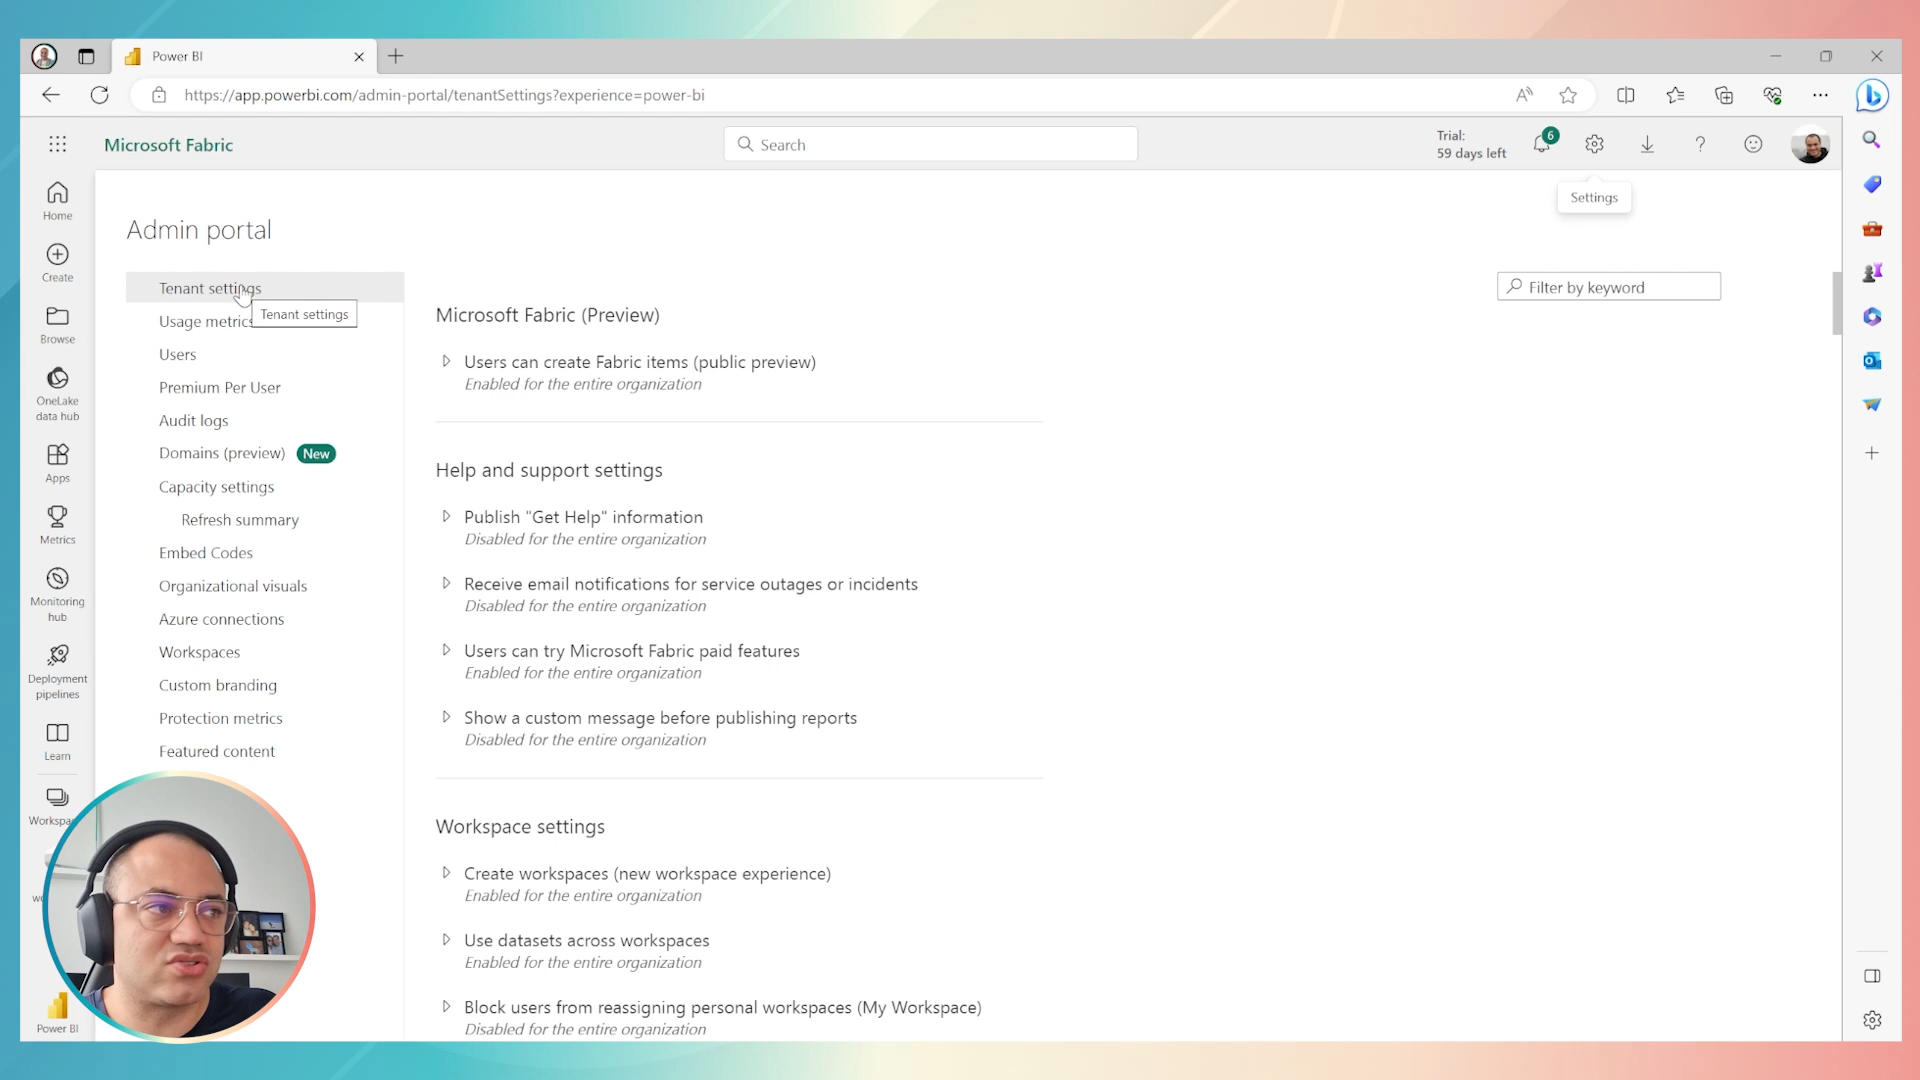 Power BI
https://app.powerbi.com/admin-portal/tenantSettings?experience=power-bi
Microsoft Fabric
Search
Trial:
59 days left
6
Settings
Home
Create
Browse
OneLake
data hub
Apps
Metrics
Monitoring
hub
Deployment
pipelines
Learn
Power BI
Admin portal
Tenant settings
Tenant settings
Usage metrics
Users
Premium Per User
Audit logs
Domains (preview) New
Capacity settings
Refresh summary
Embed Codes
Organizational visuals
Azure connections
Workspaces
Custom branding
Protection metrics
Featured content
Filter by keyword
Microsoft Fabric (Preview)
Users can create Fabric items (public preview)
Enabled for the entire organization
Help and support settings
Publish "Get Help" information
Disabled for the entire organization
Receive email notifications for service outages or incidents
Disabled for the entire organization
Users can try Microsoft Fabric paid features
Enabled for the entire organization
Show a custom message before publishing reports
Disabled for the entire organization
Workspace settings
Create workspaces (new workspace experience)
Enabled for the entire organization
Use datasets across workspaces
Enabled for the entire organization
Block users from reassigning personal workspaces (My Workspace)
Disabled for the entire organization